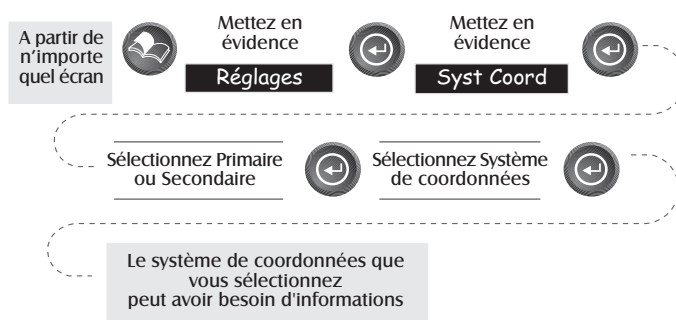 A partir de
n'importe
quel écran
Mettez en
évidence
Réglages
Mettez en
évidence
Syst Coord
Sélectionnez Primaire
ou Secondaire
Sélectionnez Système
de coordonnées
Le système de coordonnées que
vous sélectionnez
peut avoir besoin d'informations